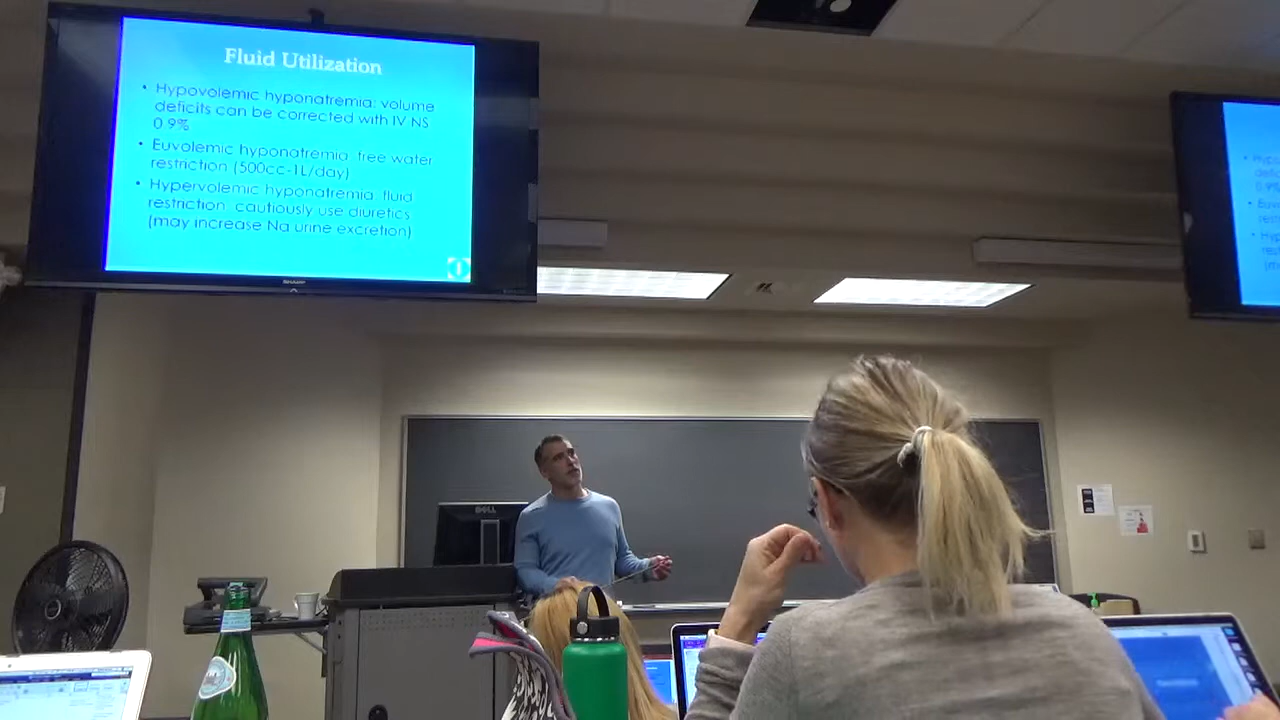 Fluid Utilization
• Hypovolemic hyponatremia: volume
deficits can be corrected with IV NS
0.9%
• Euvolemic hyponatremia: free water
restriction (500cc-1L/day)
• Hypervolemic hyponatremia: fluid
restriction, cautiously use diuretics
(may increase Na urine excretion)
SHARP
DELL